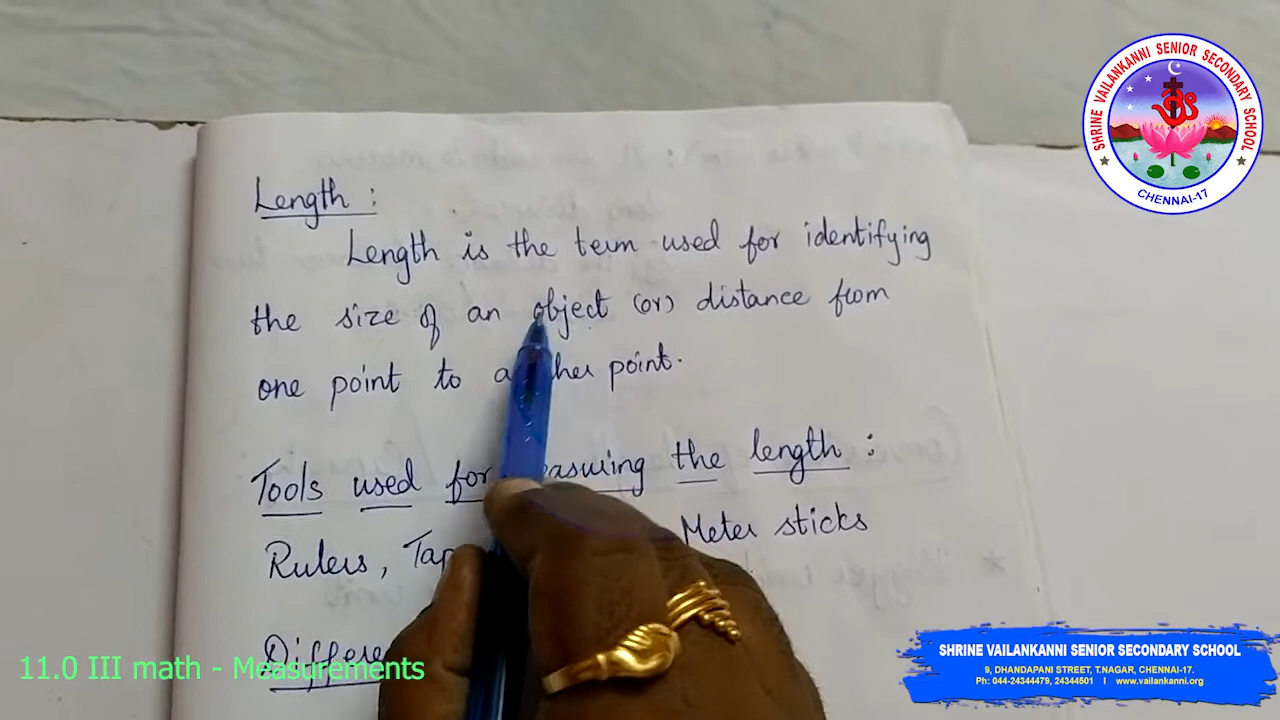 Length :
Length is the term used for identifying
the size of an object (or) distance from
one point to another point.
Tools used for measuring the length :
Rulers, Tap Meter sticks
Differe
11.0 III math - Measurements
SHRINE VAILANKANNI SENIOR SECONDARY SCHOOL
CHENNAI-17
SHRINE VAILANKANNI SENIOR SECONDARY SCHOOL
9, DHANDAPANI STREET, T.NAGAR, CHENNAI-17.
Ph: 044-24344479, 24344501 I www.vailankanni.org